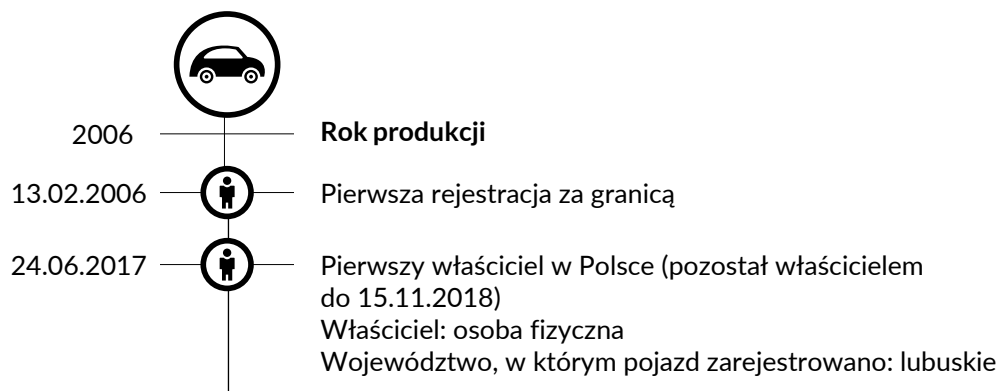 2006 Rok produkcji
13.02.2006 Pierwsza rejestracja za granicą
24.06.2017 Pierwszy właściciel w Polsce (pozostał właścicielem
do 15.11.2018)
Właściciel: osoba fizyczna
Województwo, w którym pojazd zarejestrowano: lubuskie